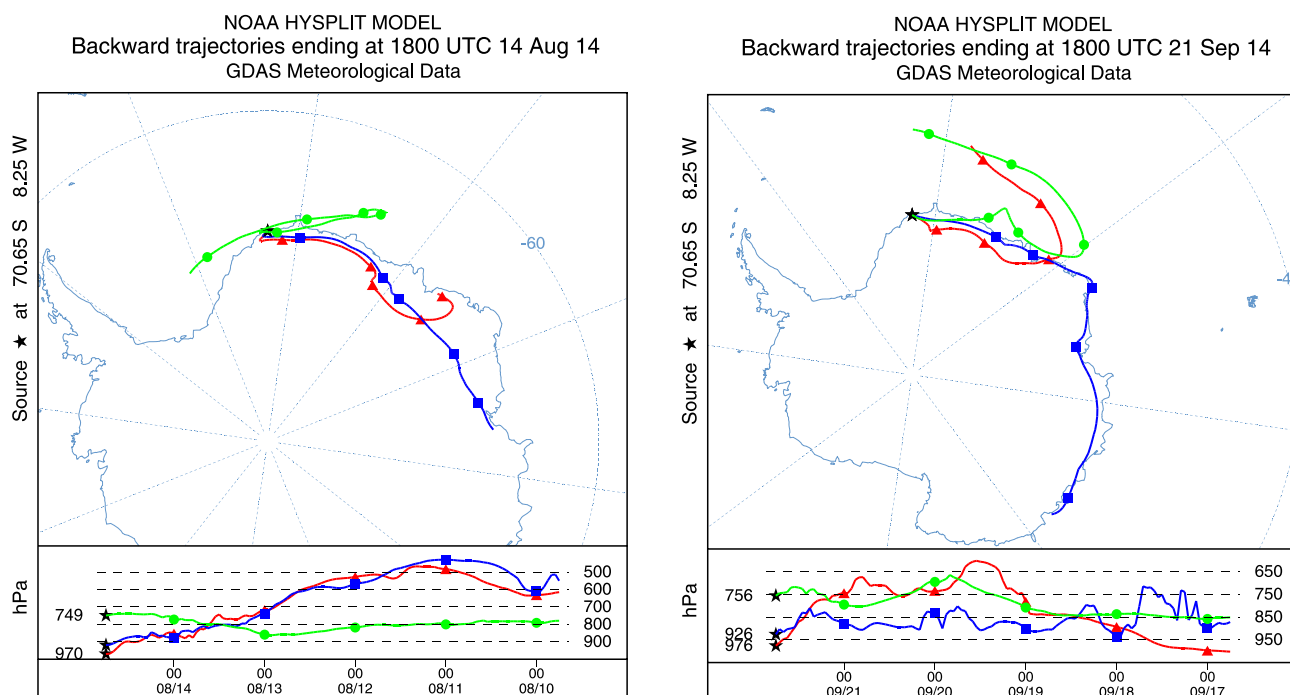 NOAA HYSPLIT MODEL
Backward trajectories ending at 1800 UTC 14 Aug 14
GDAS Meteorological Data
Source ★ at 70.65 S 8.25 W
-60
hPa
749
970
500
600
700
800
900
00 00 00 00 00
08/14 08/13 08/12 08/11 08/10
NOAA HYSPLIT MODEL
Backward trajectories ending at 1800 UTC 21 Sep 14
GDAS Meteorological Data
Source ★ at 70.65 S 8.25 W
hPa
756
926
976
650
750
850
950
00 00 00 00 00
09/21 09/20 09/19 09/18 09/17